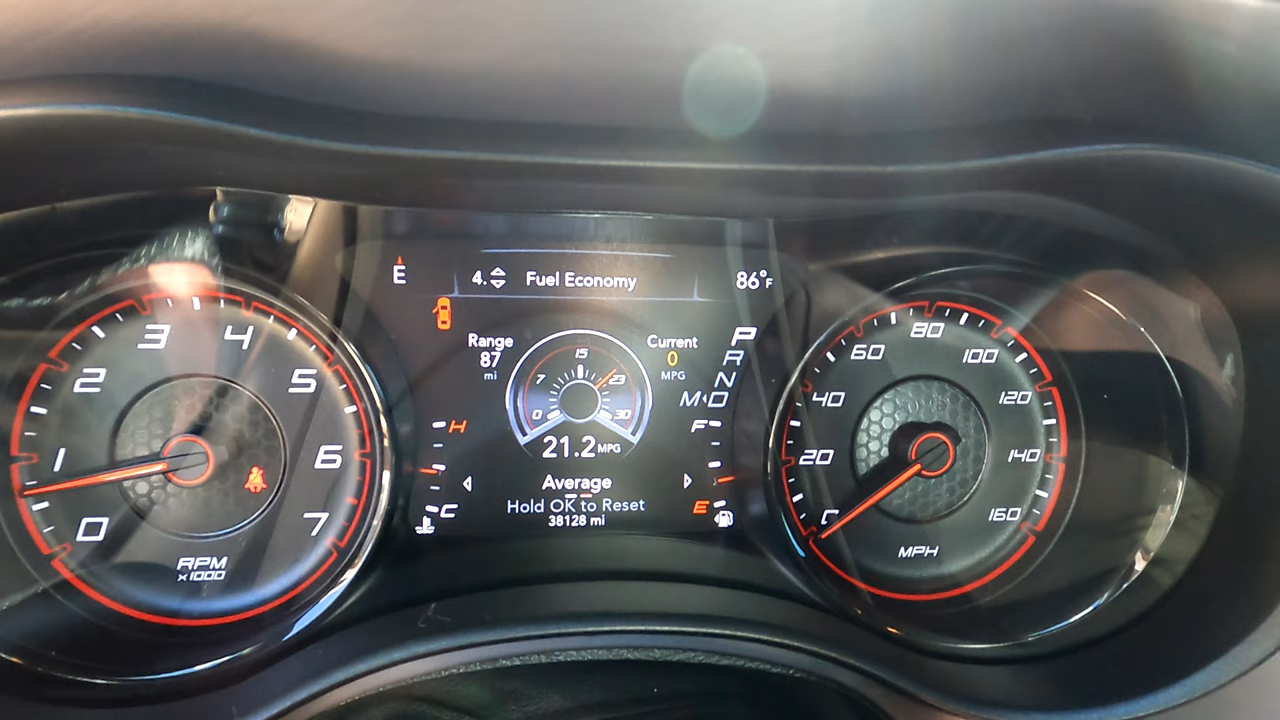 E
4. Fuel Economy
86°F
Range
87
mi
Current
0
MPG
0 7 15 23 30
21.2 MPG
Average
Hold OK to Reset
38128 mi
P
R
N
M D
H
C
F
E
0 1 2 3 4 5 6 7
RPM
x1000
20 40 60 80 100 120 140 160
MPH